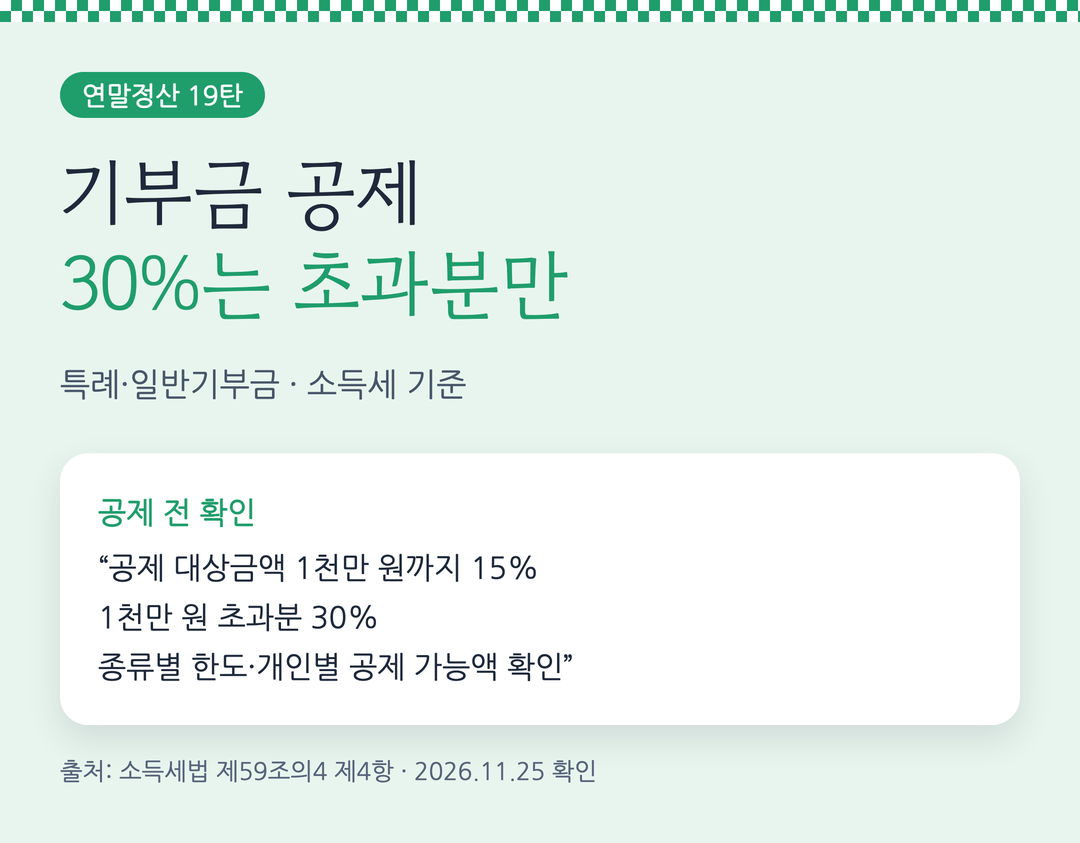 연말정산 19탄
기부금 공제
30%는 초과분만
특례·일반기부금 · 소득세 기준
공제 전 확인
“공제 대상금액 1천만 원까지 15%
1천만 원 초과분 30%
종류별 한도·개인별 공제 가능액 확인”
출처: 소득세법 제59조의4 제4항 · 2026.11.25 확인